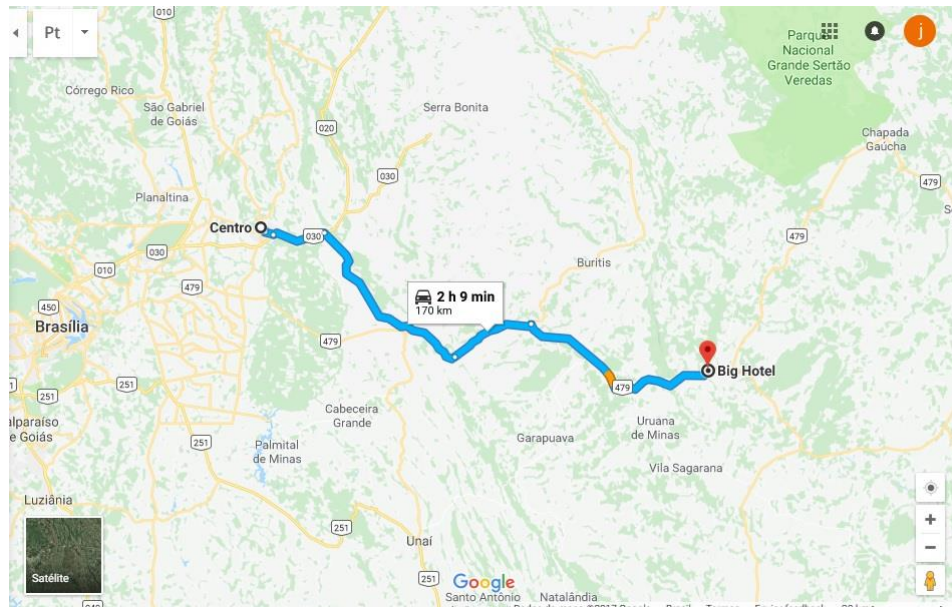 Pt
010
Parque
Nacional
Grande Sertão
Veredas
j
Córrego Rico
São Gabriel
de Goiás
Serra Bonita
020
Chapada
Gaúcha
030
479
Planaltina
Centro
030
479
030
010
479
Buritis
2 h 9 min
170 km
450
Brasília
479
Big Hotel
251
251
479
Cabeceira
Grande
Uruana
de Minas
alparaíso
e Goiás
251
Palmital
de Minas
Garapuava
Vila Sagarana
Luziânia
251
Unaí
Satélite
251
Google
Santo Antônio
Natalândia